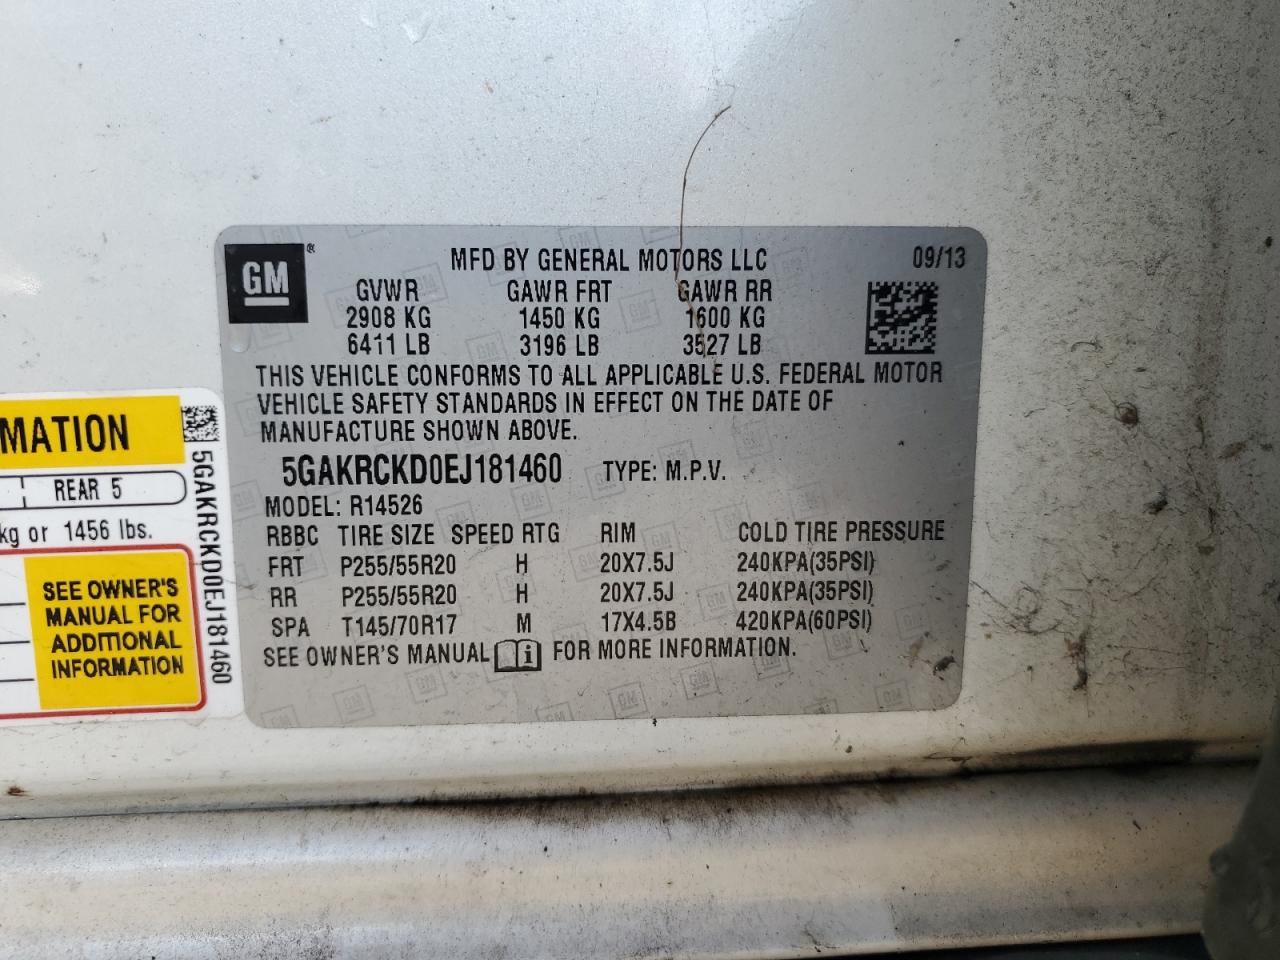 GM ®
MFD BY GENERAL MOTORS LLC 09/13
GVWR GAWR FRT GAWR RR
2908 KG 1450 KG 1600 KG
6411 LB 3196 LB 3527 LB
THIS VEHICLE CONFORMS TO ALL APPLICABLE U.S. FEDERAL MOTOR
VEHICLE SAFETY STANDARDS IN EFFECT ON THE DATE OF
MANUFACTURE SHOWN ABOVE.
5GAKRCKD0EJ181460 TYPE: M.P.V.
MODEL: R14526
RBBC TIRE SIZE SPEED RTG RIM COLD TIRE PRESSURE
FRT P255/55R20 H 20X7.5J 240KPA(35PSI)
RR P255/55R20 H 20X7.5J 240KPA(35PSI)
SPA T145/70R17 M 17X4.5B 420KPA(60PSI)
SEE OWNER'S MANUAL i FOR MORE INFORMATION.
MATION
REAR 5
kg or 1456 lbs.
SEE OWNER'S
MANUAL FOR
ADDITIONAL
INFORMATION
5GAKRCKD0EJ181460